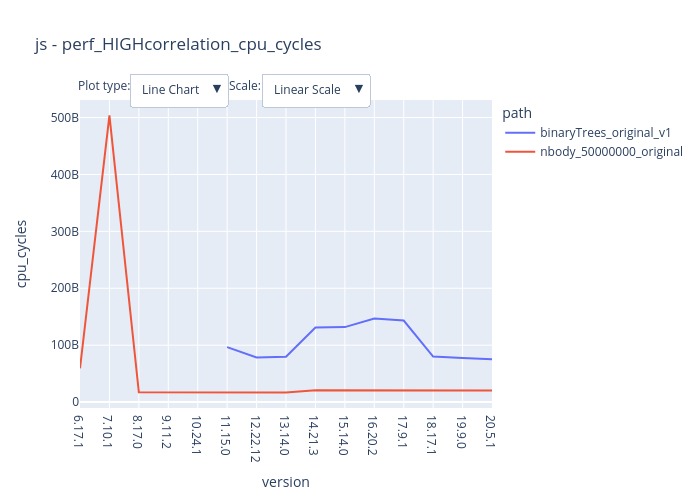 js - perf_HIGHcorrelation_cpu_cycles
Plot type: Line Chart ▼ Scale: Linear Scale ▼
path
binaryTrees_original_v1
nbody_50000000_original
cpu_cycles
500B
400B
300B
200B
100B
0
6.17.1
7.10.1
8.17.0
9.11.2
10.24.1
11.15.0
12.22.12
13.14.0
14.21.3
15.14.0
16.20.2
17.9.1
18.17.1
19.9.0
20.5.1
version